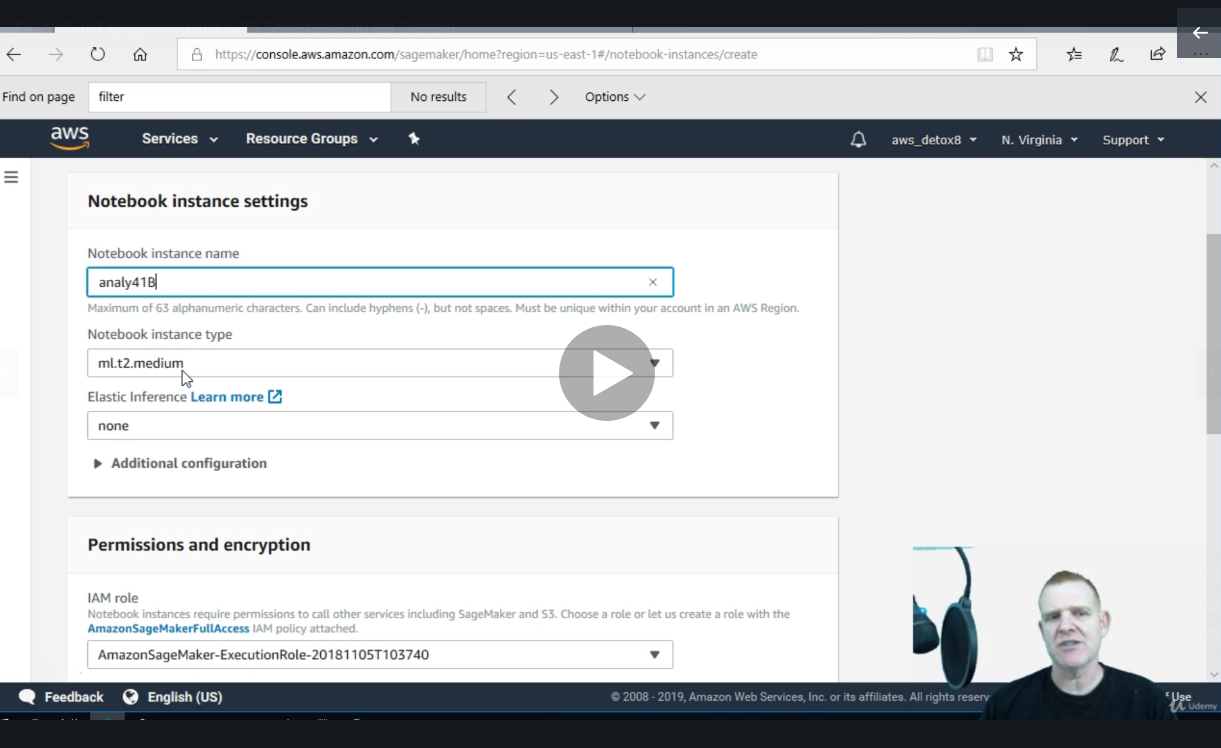 https://console.aws.amazon.com/sagemaker/home?region=us-east-1#/notebook-instances/create
Find on page filter No results Options
aws Services Resource Groups aws_detox8 N. Virginia Support
Notebook instance settings
Notebook instance name
analy41B
Maximum of 63 alphanumeric characters. Can include hyphens (-), but not spaces. Must be unique within your account in an AWS Region.
Notebook instance type
ml.t2.medium
Elastic Inference Learn more
none
Additional configuration
Permissions and encryption
IAM role
Notebook instances require permissions to call other services including SageMaker and S3. Choose a role or let us create a role with the
AmazonSageMakerFullAccess IAM policy attached.
AmazonSageMaker-ExecutionRole-20181105T103740
Feedback English (US) © 2008 - 2019, Amazon Web Services, Inc. or its affiliates. All rights reserv Use
Udemy